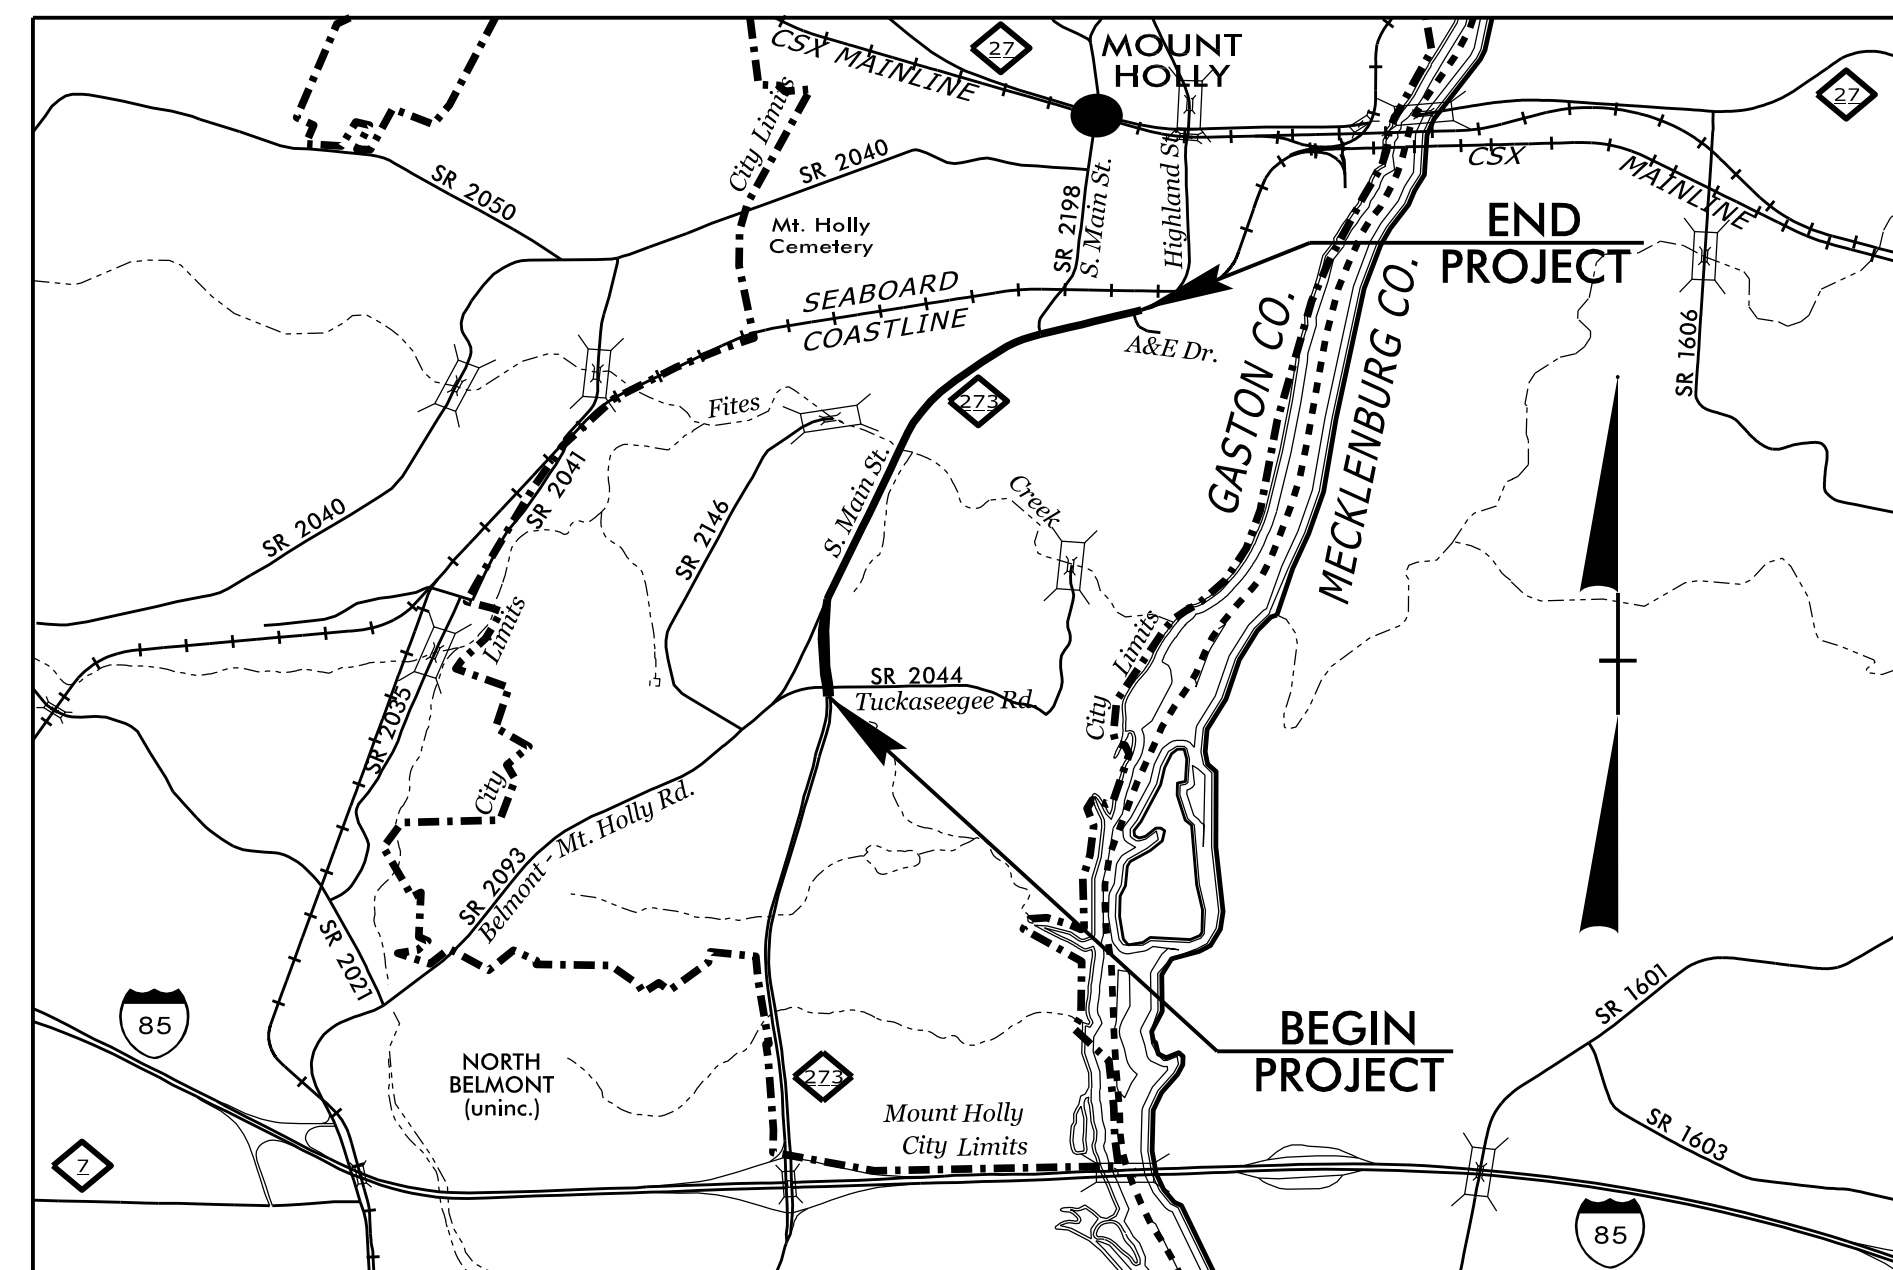 CSX MAINLINE
27
MOUNT
HOLLY
27
City Limits
SR 2040
SR 2050
CSX
MAINLINE
SR 2198
S. Main St.
Highland St.
Mt. Holly
Cemetery
END
PROJECT
SEABOARD
COASTLINE
A&E Dr.
GASTON CO.
MECKLENBURG CO.
SR 1606
273
Fites
Creek
S. Main St.
SR 2041
SR 2040
SR 2146
Limits
City
SR 2035
SR 2044
Tuckaseegee Rd.
Limits
City
SR 2093
Belmont - Mt. Holly Rd.
SR 2021
85
NORTH
BELMONT
(uninc.)
273
BEGIN
PROJECT
SR 1601
SR 1603
Mount Holly
City Limits
7
85